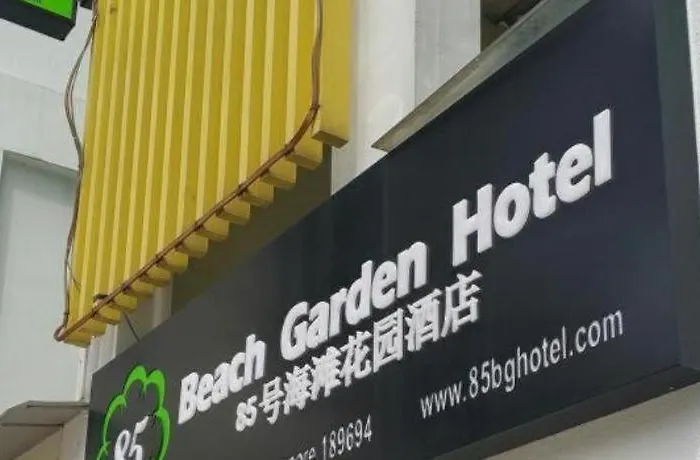 85
Beach Garden Hotel
85号海滩花园酒店
189694
www.85bghotel.com